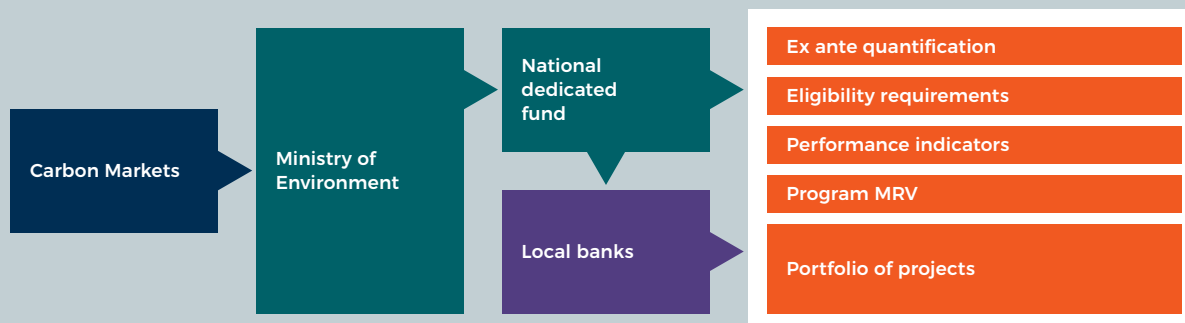 Carbon Markets
Ministry of
Environment
National
dedicated
fund
Local banks
Ex ante quantification
Eligibility requirements
Performance indicators
Program MRV
Portfolio of projects